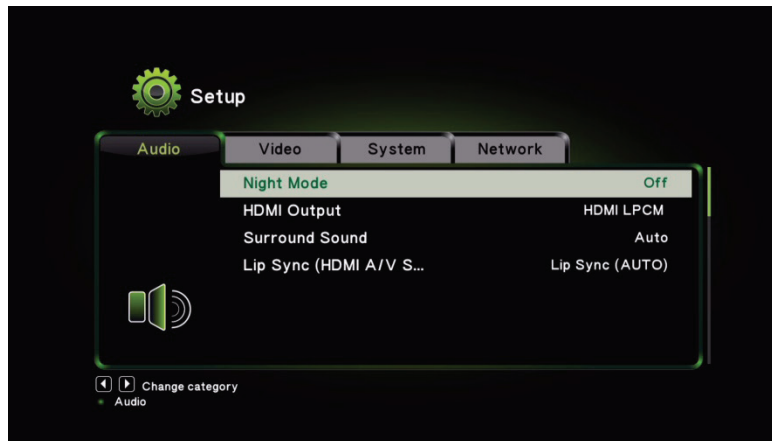 Setup
Audio Video System Network
Night Mode Off
HDMI Output HDMI LPCM
Surround Sound Auto
Lip Sync (HDMI A/V S... Lip Sync (AUTO)
Change category
Audio